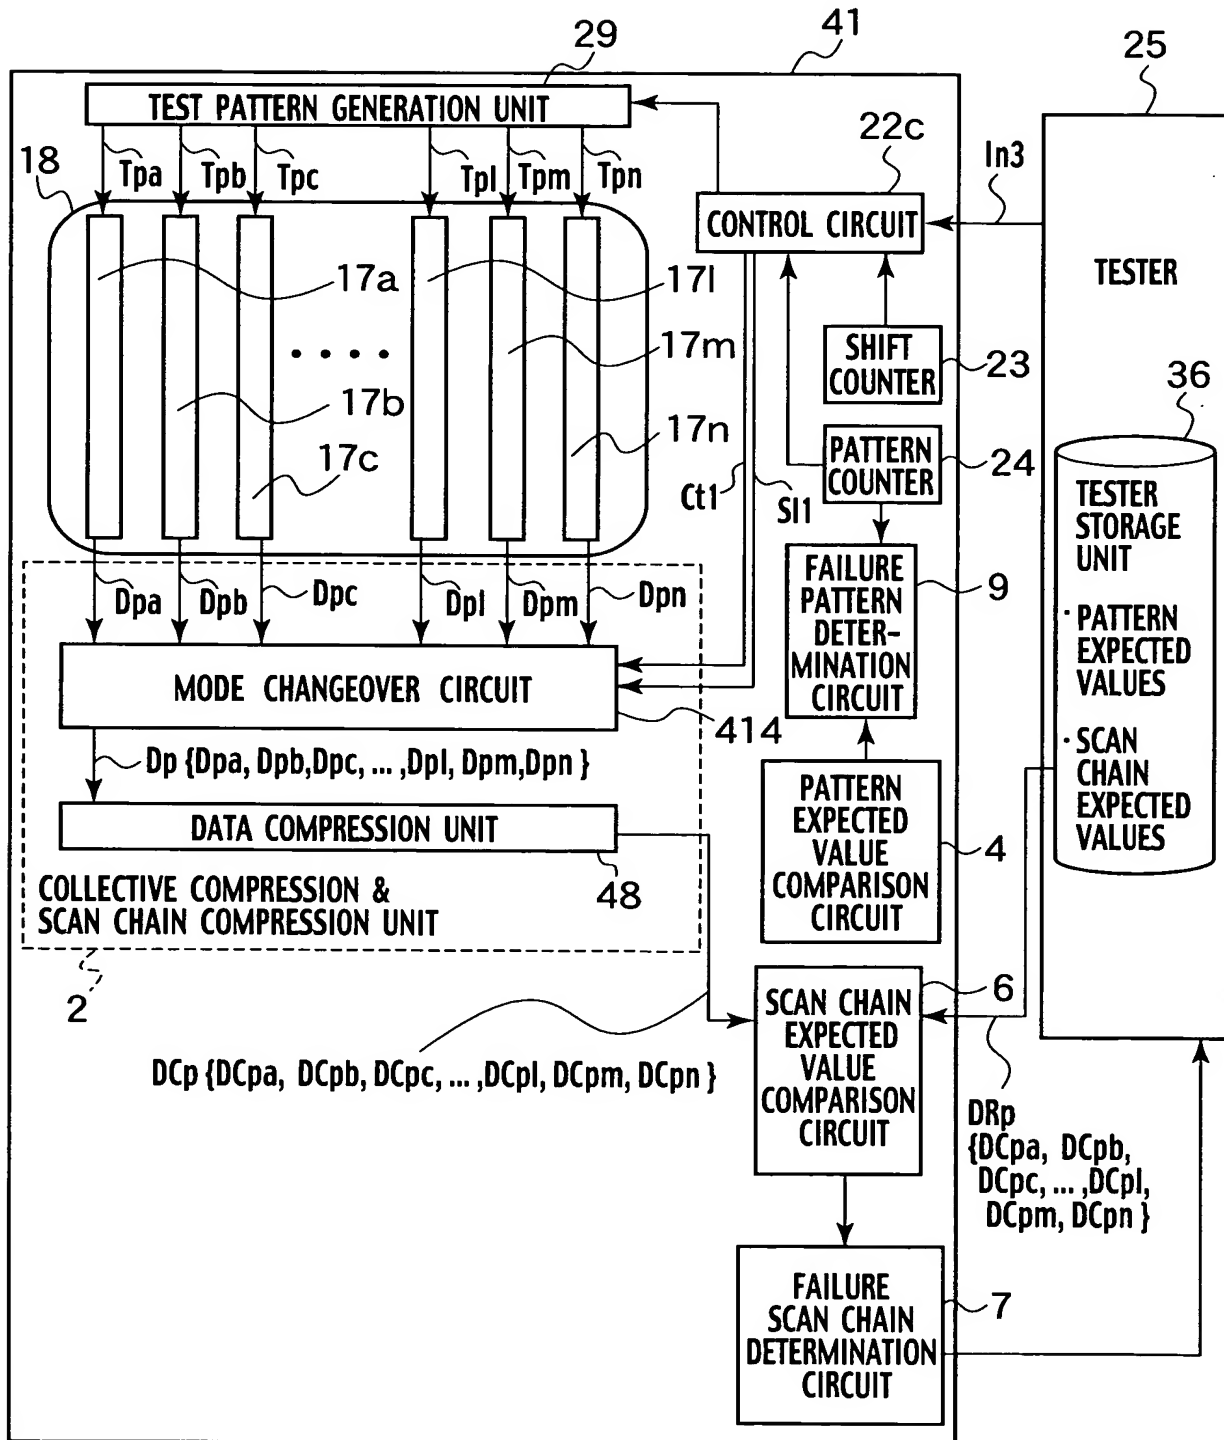 41
25
29
TEST PATTERN GENERATION UNIT
22c
In3
18
Tpa
Tpb
Tpc
Tpl
Tpm
Tpn
CONTROL CIRCUIT
TESTER
17a
17l
17m
17b
17n
17c
SHIFT
COUNTER
23
36
PATTERN
COUNTER
24
Ct1
Sl1
TESTER
STORAGE
UNIT
· PATTERN
EXPECTED
VALUES
· SCAN
CHAIN
EXPECTED
VALUES
Dpa
Dpb
Dpc
Dpl
Dpm
Dpn
FAILURE
PATTERN
DETER-
MINATION
CIRCUIT
9
MODE CHANGEOVER CIRCUIT
414
Dp {Dpa, Dpb,Dpc, ... ,Dpl, Dpm,Dpn }
DATA COMPRESSION UNIT
48
PATTERN
EXPECTED
VALUE
COMPARISON
CIRCUIT
4
COLLECTIVE COMPRESSION &
SCAN CHAIN COMPRESSION UNIT
2
SCAN CHAIN
EXPECTED
VALUE
COMPARISON
CIRCUIT
6
DCp {DCpa, DCpb, DCpc, ... ,DCpl, DCpm, DCpn }
DRp
{DCpa, DCpb,
DCpc, ... ,DCpl,
DCpm, DCpn }
FAILURE
SCAN CHAIN
DETERMINATION
CIRCUIT
7